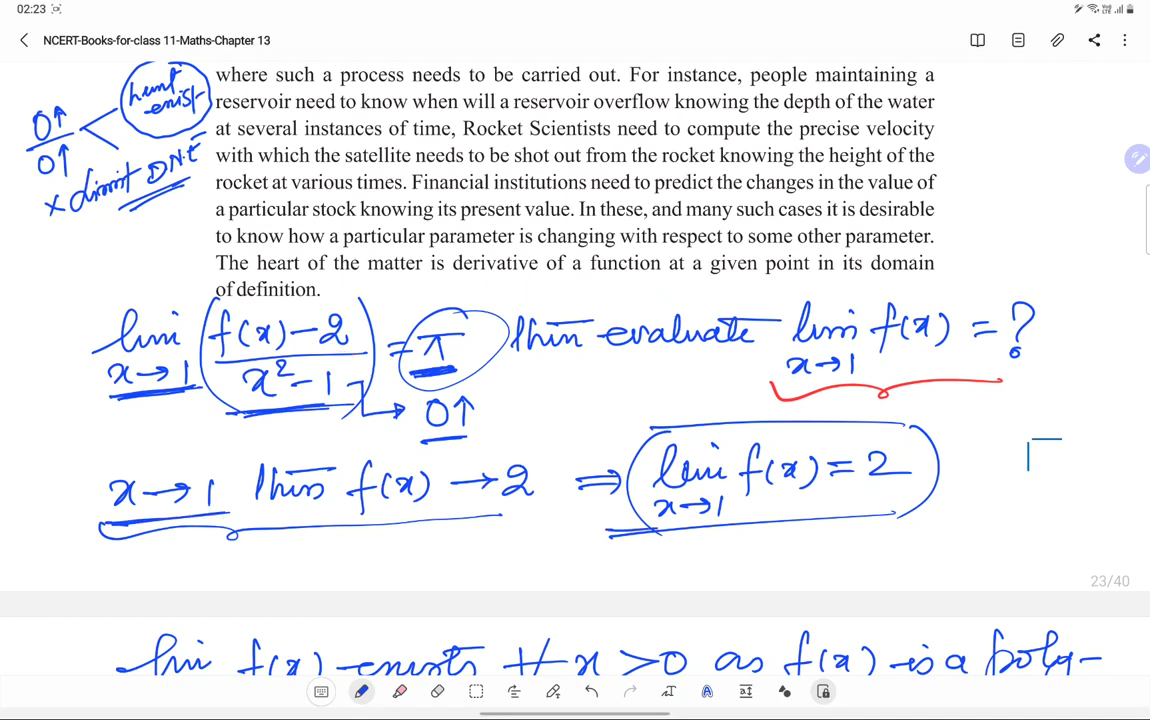 02:23
NCERT-Books-for-class 11-Maths-Chapter 13
where such a process needs to be carried out. For instance, people maintaining a
reservoir need to know when will a reservoir overflow knowing the depth of the water
at several instances of time, Rocket Scientists need to compute the precise velocity
with which the satellite needs to be shot out from the rocket knowing the height of the
rocket at various times. Financial institutions need to predict the changes in the value of
a particular stock knowing its present value. In these, and many such cases it is desirable
to know how a particular parameter is changing with respect to some other parameter.
The heart of the matter is derivative of a function at a given point in its domain
of definition.
0↑
0↑
limit
exist
x limit DNE
lim (f(x) - 2 / x² - 1) = π then evaluate lim f(x) = ?
x → 1
x → 1
0↑
x → 1 then f(x) → 2 ⇒ lim f(x) = 2
x → 1
23/40
lim f(x) exists ∀ x > 0 as f(x) is a poly-